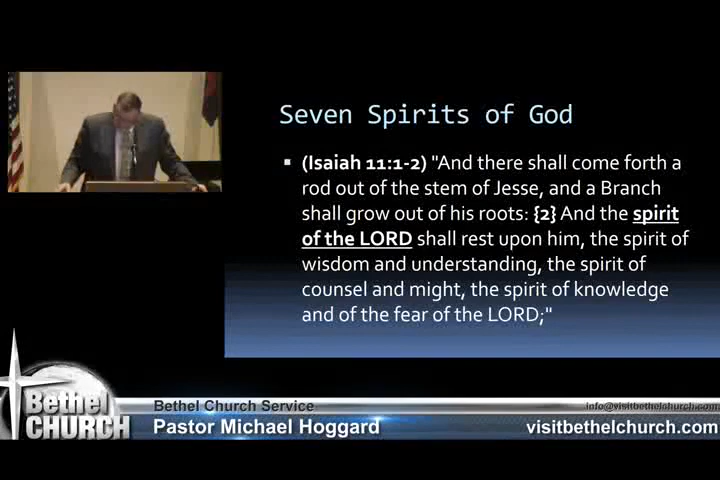 Seven Spirits of God
▪ (Isaiah 11:1-2) "And there shall come forth a
rod out of the stem of Jesse, and a Branch
shall grow out of his roots: {2} And the spirit
of the LORD shall rest upon him, the spirit of
wisdom and understanding, the spirit of
counsel and might, the spirit of knowledge
and of the fear of the LORD;"
Bethel
CHURCH
Bethel Church Service
info@visitbethelchurch.com
Pastor Michael Hoggard
visitbethelchurch.com